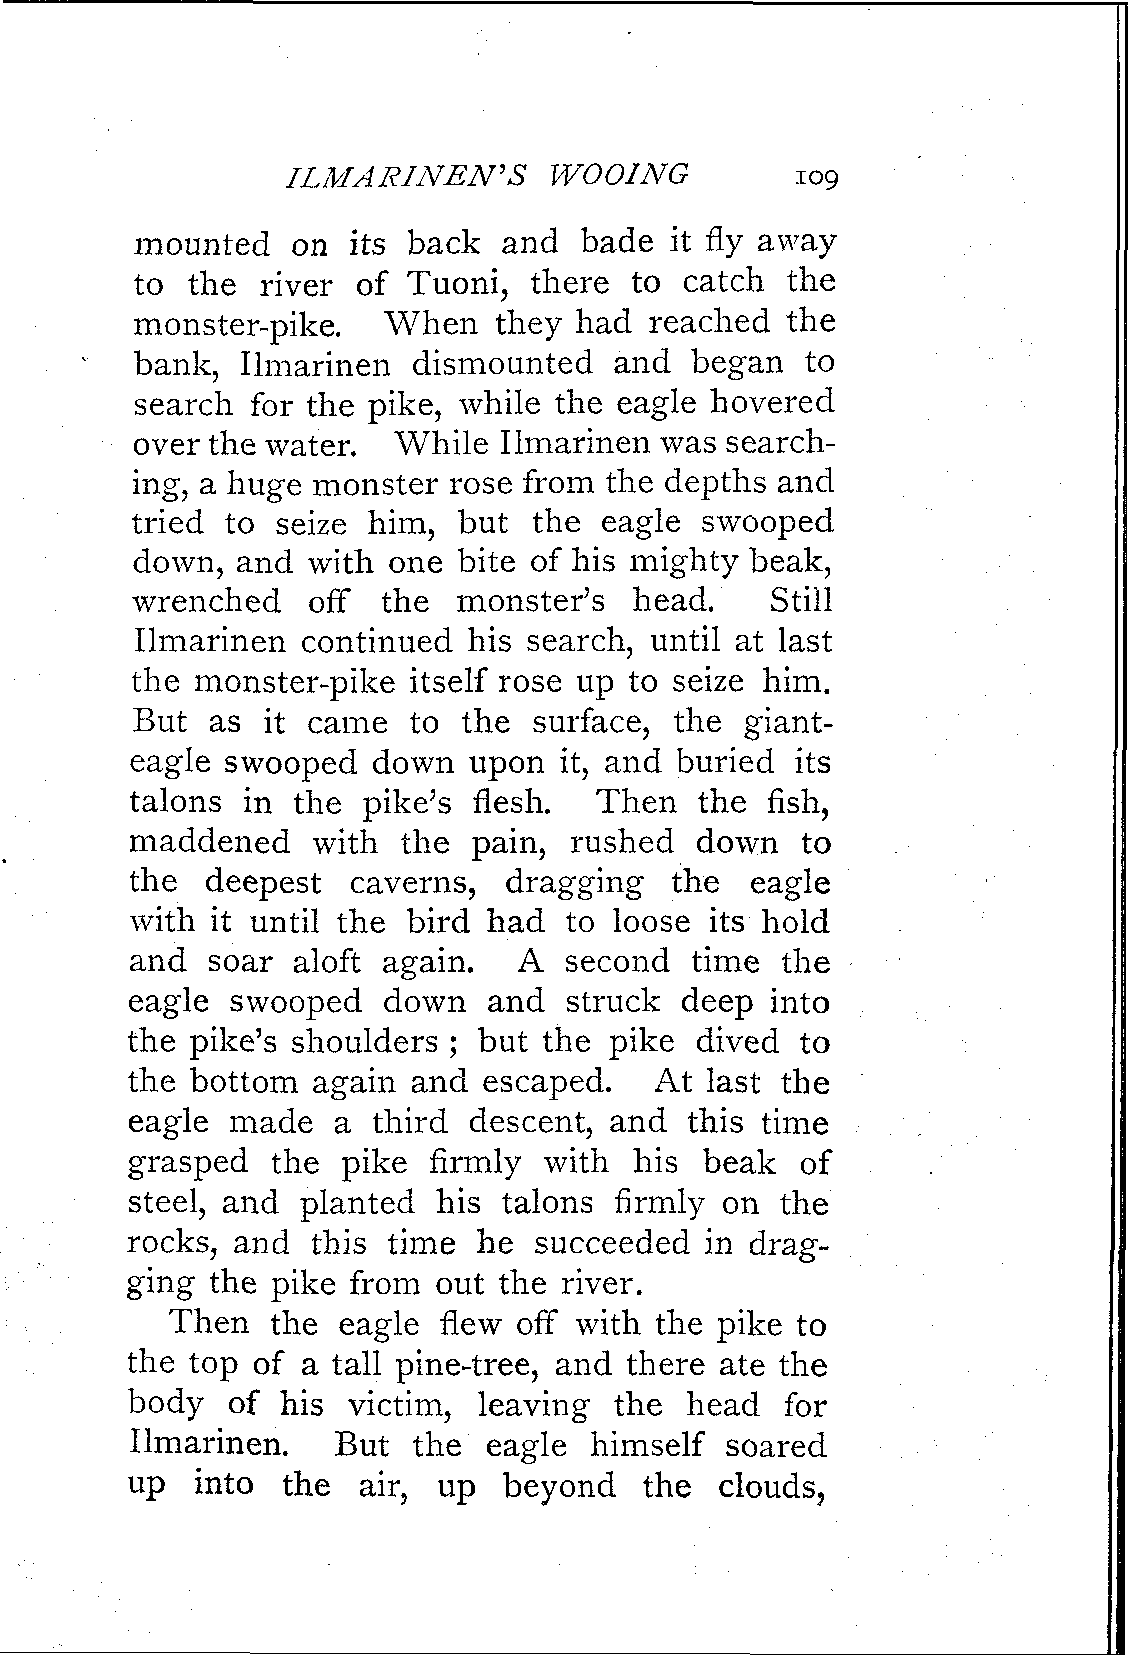 ILMARINEN'S WOOING 109
mounted on its back and bade it fly away
to the river of Tuoni, there to catch the
monster-pike. When they had reached the
bank, Ilmarinen dismounted and began to
search for the pike, while the eagle hovered
over the water. While Ilmarinen was search-
ing, a huge monster rose from the depths and
tried to seize him, but the eagle swooped
down, and with one bite of his mighty beak,
wrenched off the monster's head. Still
Ilmarinen continued his search, until at last
the monster-pike itself rose up to seize him.
But as it came to the surface, the giant-
eagle swooped down upon it, and buried its
talons in the pike's flesh. Then the fish,
maddened with the pain, rushed down to
the deepest caverns, dragging the eagle
with it until the bird had to loose its hold
and soar aloft again. A second time the
eagle swooped down and struck deep into
the pike's shoulders ; but the pike dived to
the bottom again and escaped. At last the
eagle made a third descent, and this time
grasped the pike firmly with his beak of
steel, and planted his talons firmly on the
rocks, and this time he succeeded in drag-
ging the pike from out the river.
Then the eagle flew off with the pike to
the top of a tall pine-tree, and there ate the
body of his victim, leaving the head for
Ilmarinen. But the eagle himself soared
up into the air, up beyond the clouds,